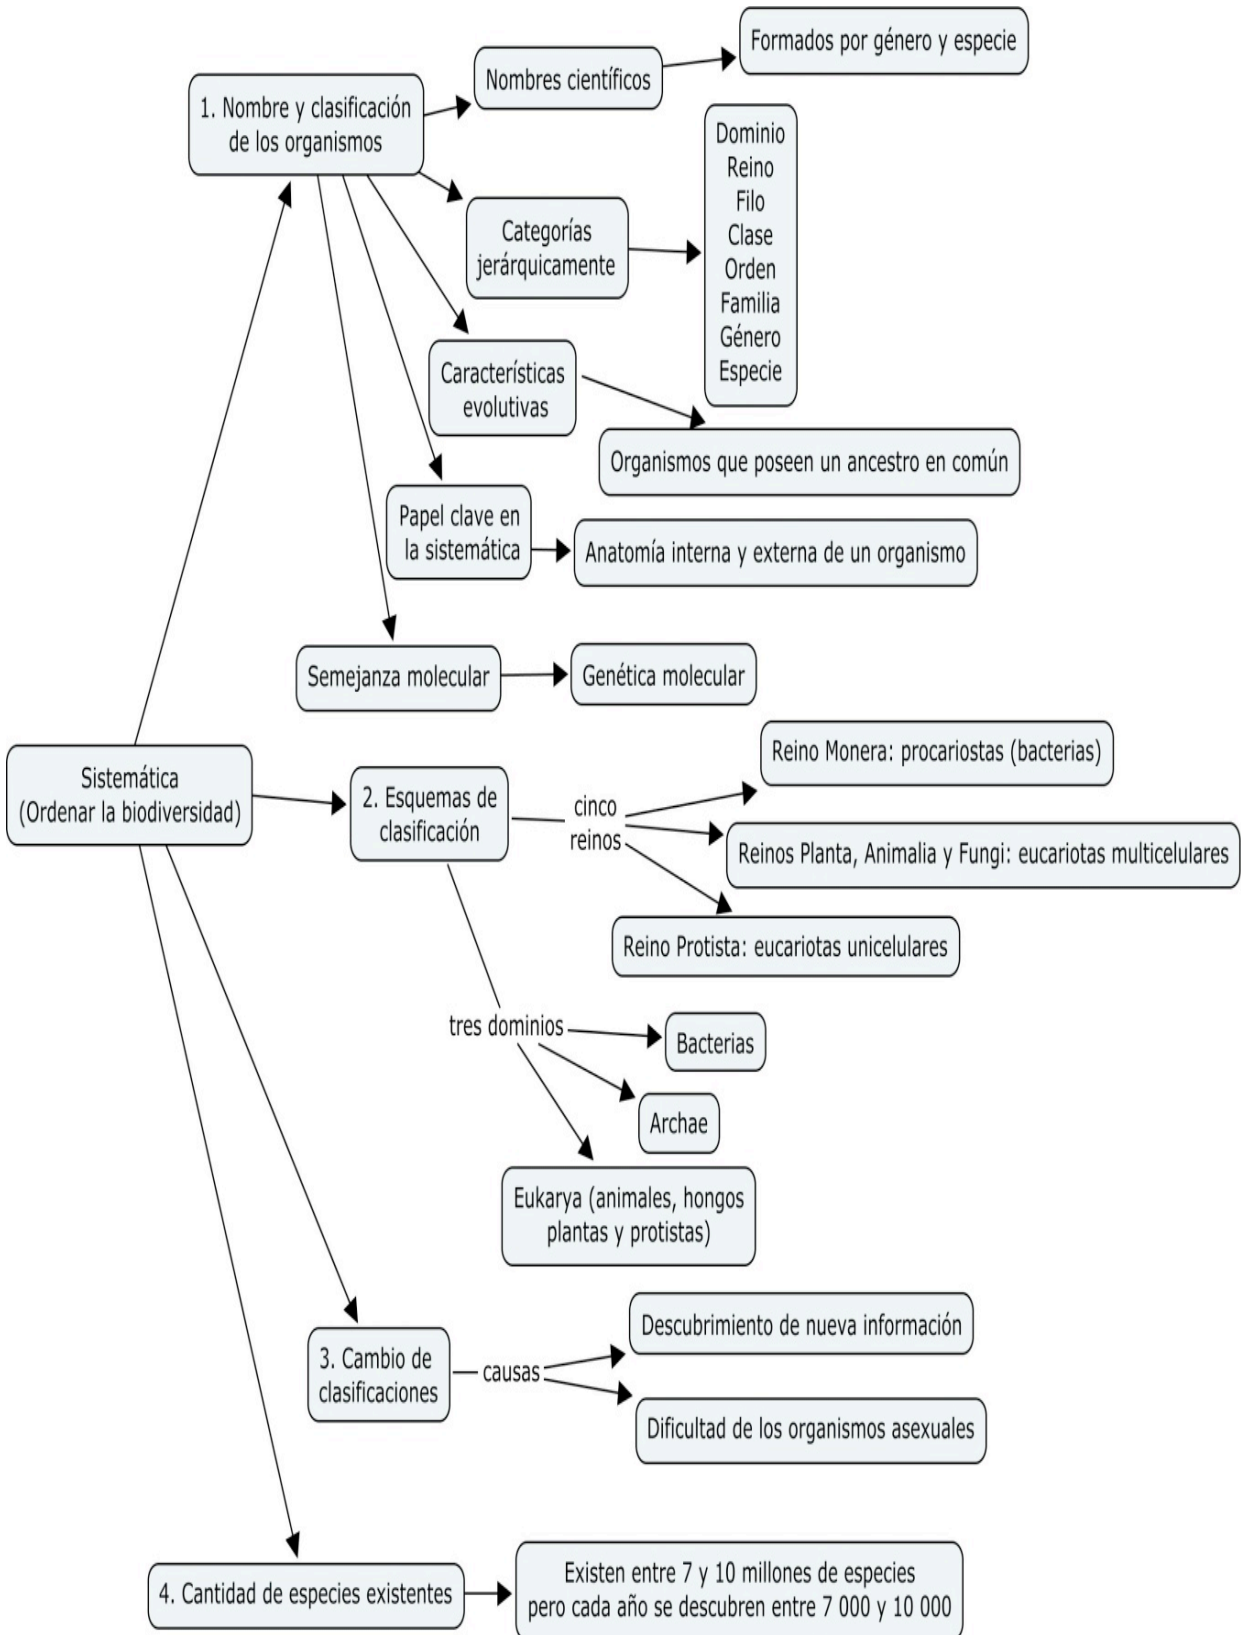 Formados por género y especie
Nombres científicos
1. Nombre y clasificación
de los organismos
Dominio
Reino
Filo
Clase
Orden
Familia
Género
Especie
Categorías
jerárquicamente
Características
evolutivas
Organismos que poseen un ancestro en común
Papel clave en
la sistemática
Anatomía interna y externa de un organismo
Semejanza molecular
Genética molecular
Sistemática
(Ordenar la biodiversidad)
2. Esquemas de
clasificación
cinco
reinos
Reino Monera: procariostas (bacterias)
Reinos Planta, Animalia y Fungi: eucariotas multicelulares
Reino Protista: eucariotas unicelulares
tres dominios
Bacterias
Archae
Eukarya (animales, hongos
plantas y protistas)
3. Cambio de
clasificaciones
causas
Descubrimiento de nueva información
Dificultad de los organismos asexuales
4. Cantidad de especies existentes
Existen entre 7 y 10 millones de especies
pero cada año se descubren entre 7 000 y 10 000